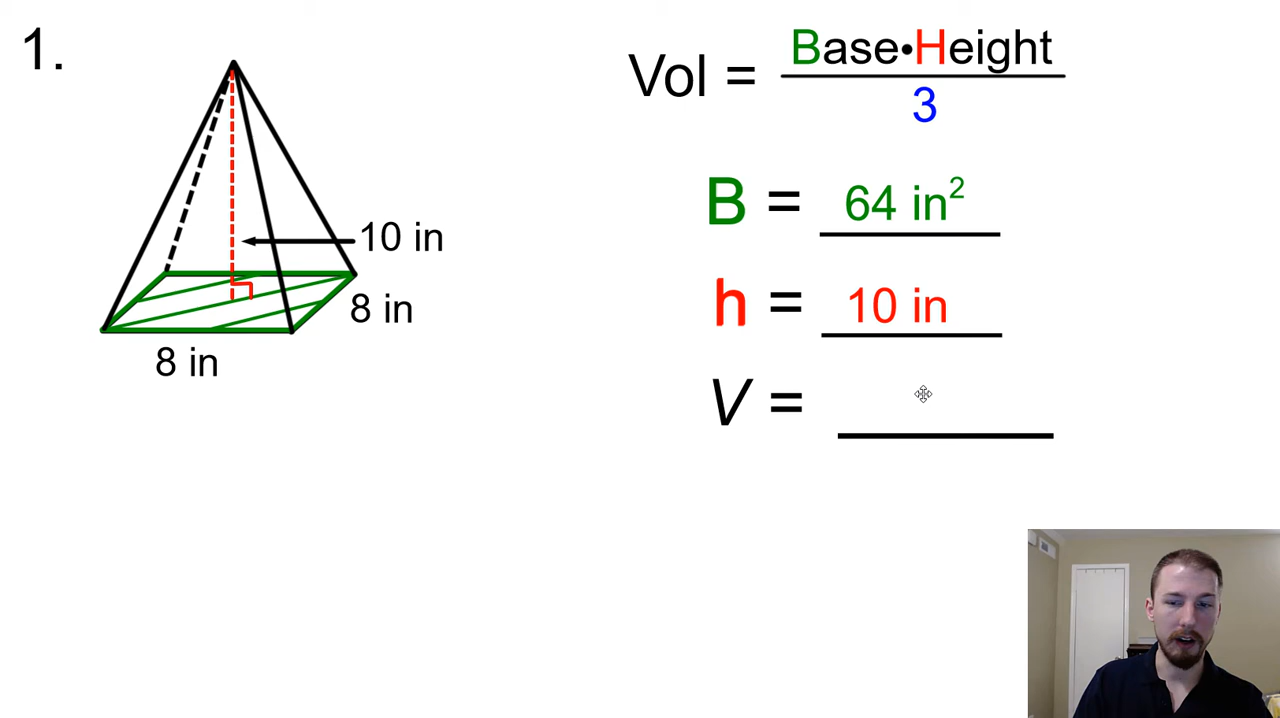 1.
Vol = Base•Height
3
B = 64 in²
h = 10 in
V =
10 in
8 in
8 in